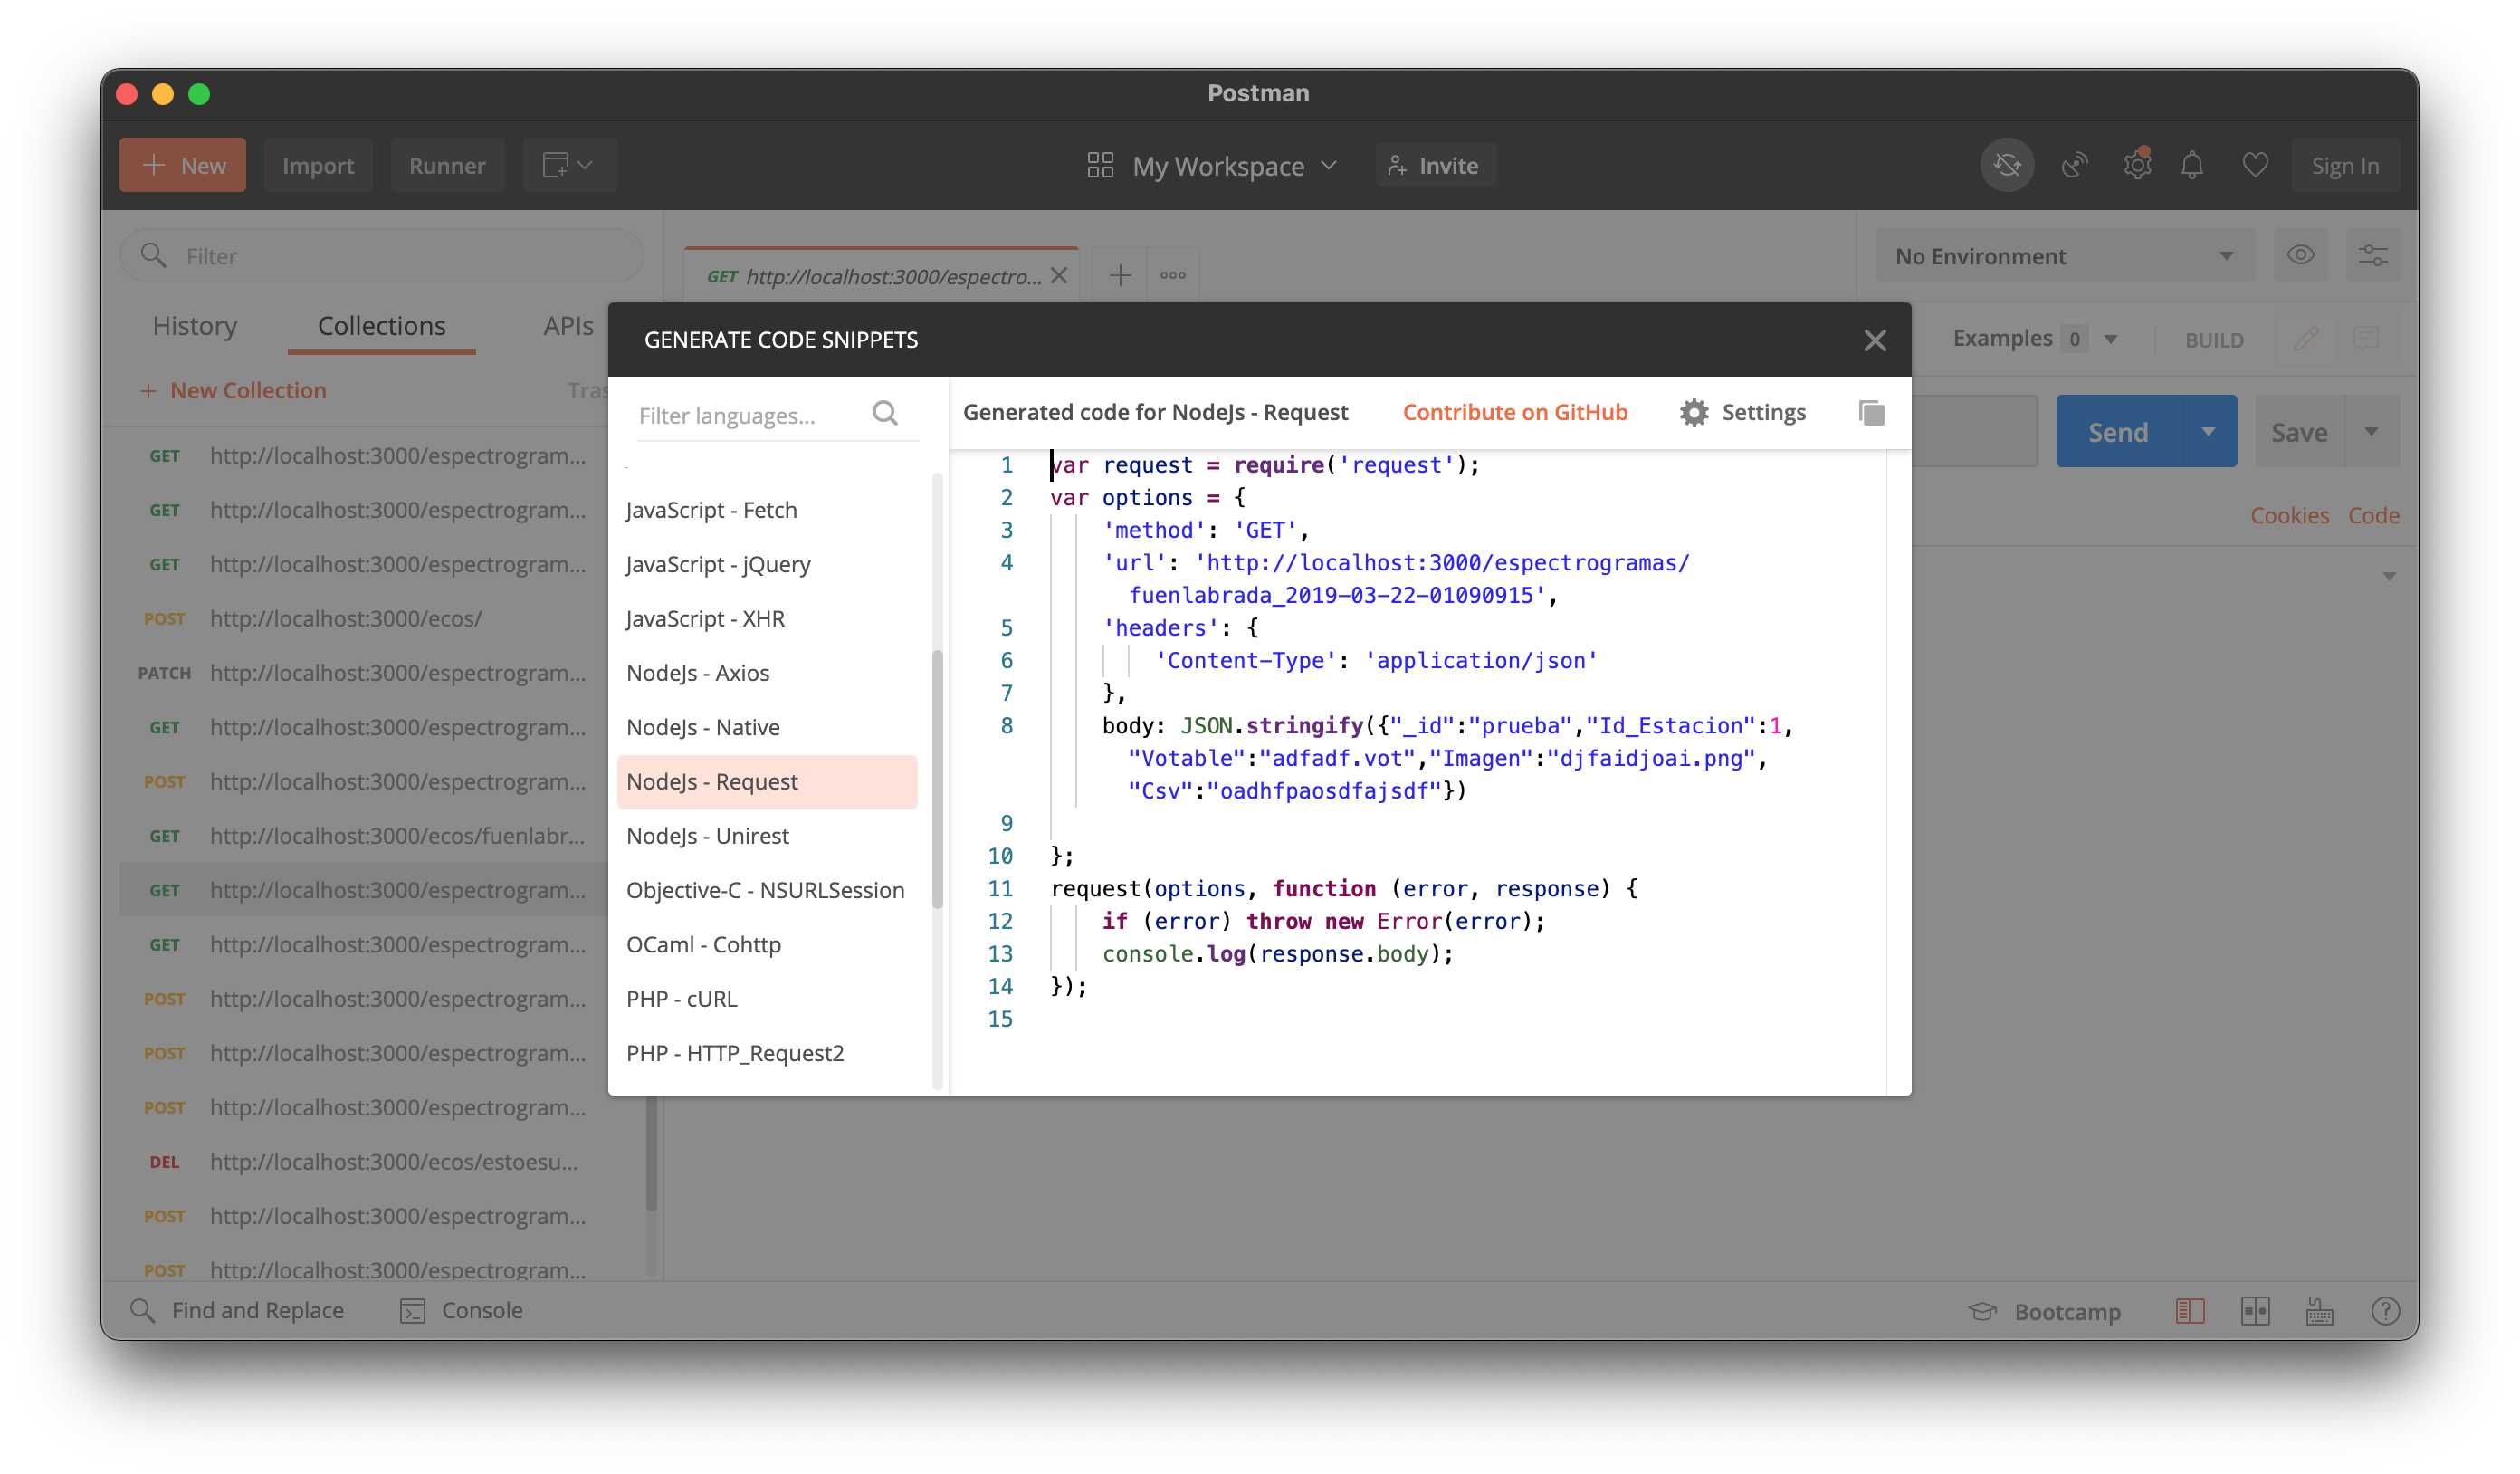 Postman
New
Import
Runner
My Workspace
Invite
Sign In
Filter
History
Collections
APIs
New Collection
GET http://localhost:3000/espectrogram...
GET http://localhost:3000/espectrogram...
GET http://localhost:3000/espectrogram...
POST http://localhost:3000/ecos/
PATCH http://localhost:3000/espectrogram...
GET http://localhost:3000/espectrogram...
POST http://localhost:3000/espectrogram...
GET http://localhost:3000/ecos/fuenlabr...
GET http://localhost:3000/espectrogram...
GET http://localhost:3000/espectrogram...
POST http://localhost:3000/espectrogram...
POST http://localhost:3000/espectrogram...
POST http://localhost:3000/espectrogram...
DEL http://localhost:3000/ecos/estoesu...
POST http://localhost:3000/espectrogram...
POST http://localhost:3000/espectrogram...
GET http://localhost:3000/espectro...
No Environment
Examples 0
BUILD
Send
Save
Cookies Code
GENERATE CODE SNIPPETS
Filter languages...
JavaScript - Fetch
JavaScript - jQuery
JavaScript - XHR
NodeJs - Axios
NodeJs - Native
NodeJs - Request
NodeJs - Unirest
Objective-C - NSURLSession
OCaml - Cohttp
PHP - cURL
PHP - HTTP_Request2
Generated code for NodeJs - Request
Contribute on GitHub
Settings
1 var request = require('request');
2 var options = {
3 'method': 'GET',
4 'url': 'http://localhost:3000/espectrogramas/
fuenlabrada_2019-03-22-01090915',
5 'headers': {
6 'Content-Type': 'application/json'
7 },
8 body: JSON.stringify({"_id":"prueba","Id_Estacion":1,
"Votable":"adfadf.vot","Imagen":"djfaidjoai.png",
"Csv":"oadhfpaosdfajsdf"})
9
10 };
11 request(options, function (error, response) {
12 if (error) throw new Error(error);
13 console.log(response.body);
14 });
15
Find and Replace
Console
Bootcamp